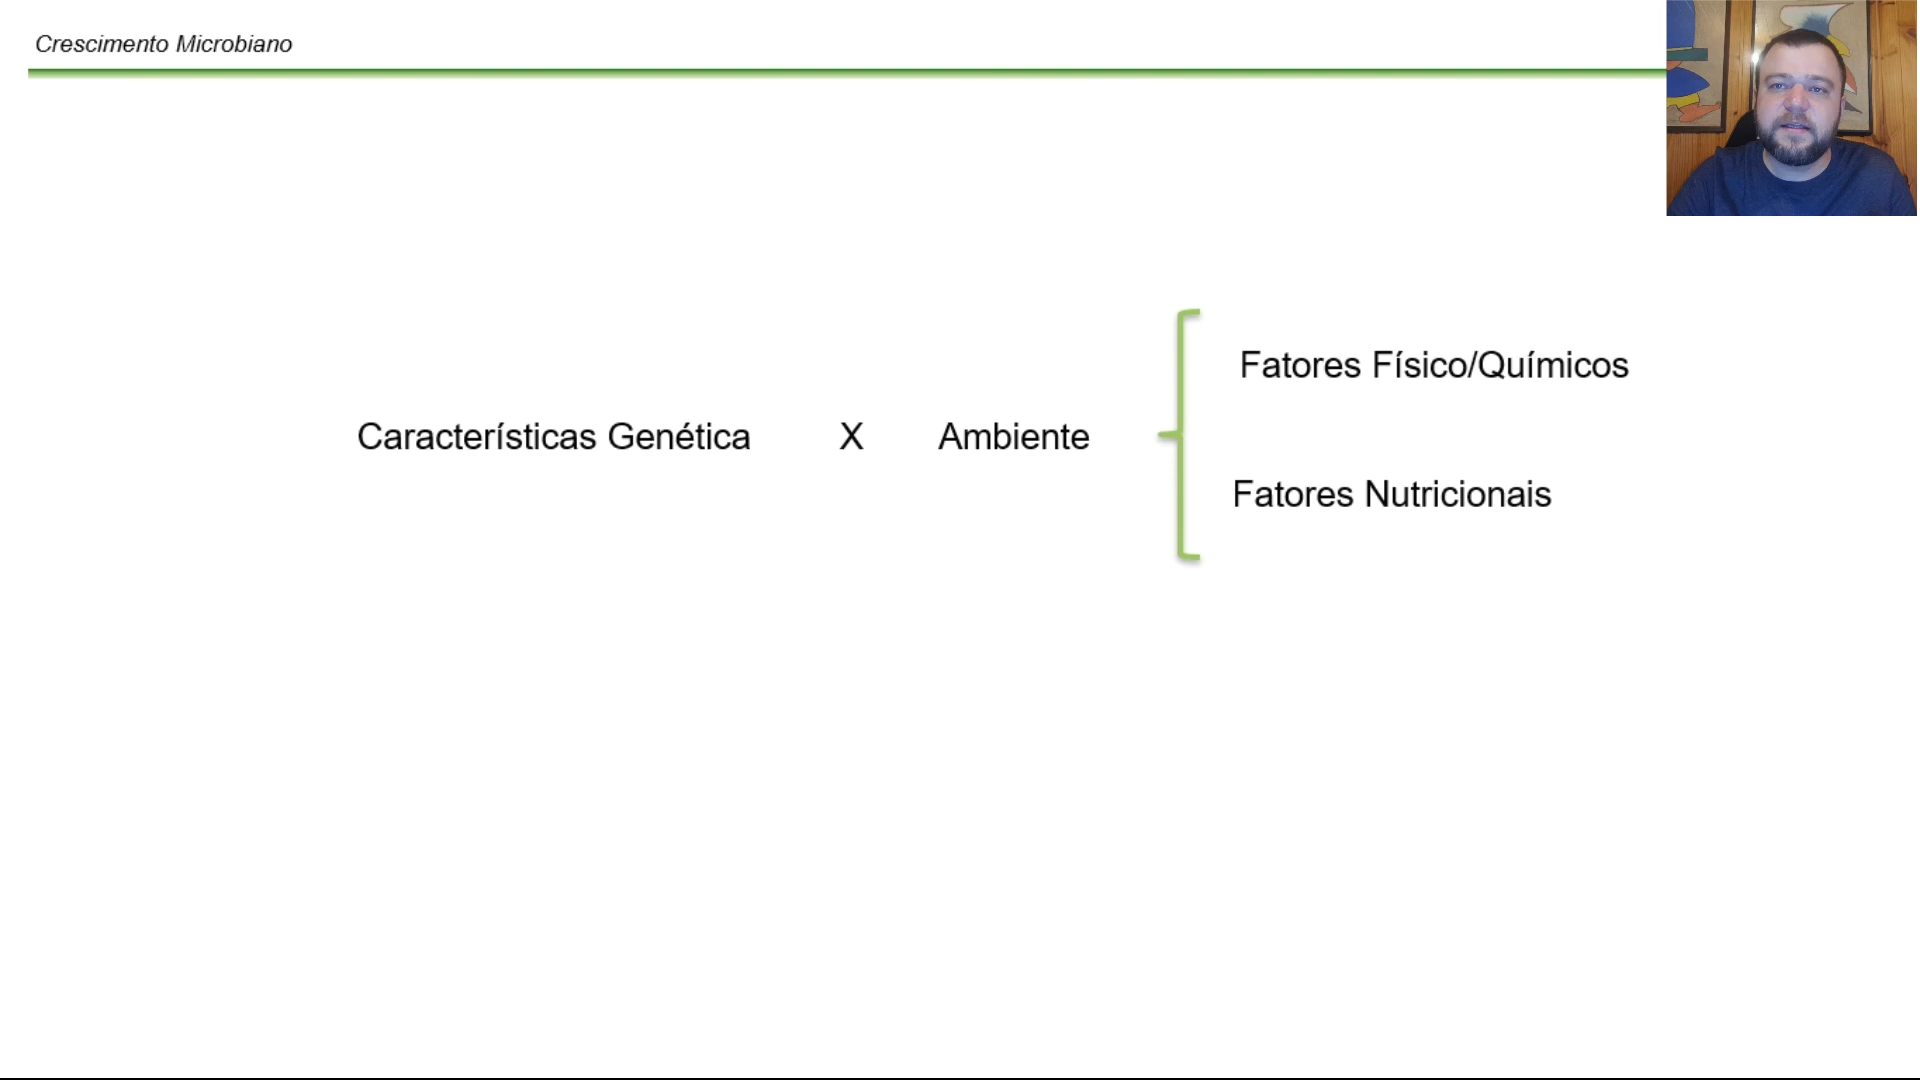 Crescimento Microbiano
Fatores Físico/Químicos
Características Genética X Ambiente
Fatores Nutricionais